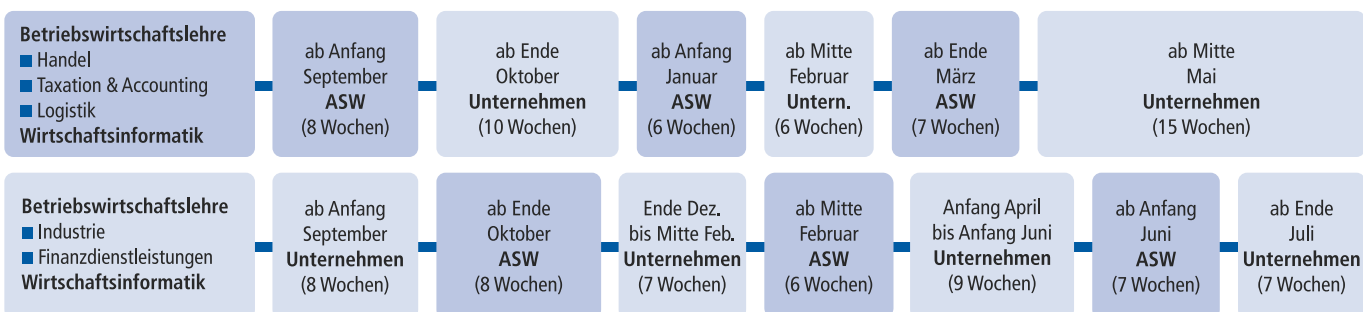 Betriebswirtschaftslehre
Handel
Taxation & Accounting
Logistik
Wirtschaftsinformatik
ab Anfang
September
ASW
(8 Wochen)
ab Ende
Oktober
Unternehmen
(10 Wochen)
ab Anfang
Januar
ASW
(6 Wochen)
ab Mitte
Februar
Untern.
(6 Wochen)
ab Ende
März
ASW
(7 Wochen)
ab Mitte
Mai
Unternehmen
(15 Wochen)
Betriebswirtschaftslehre
Industrie
Finanzdienstleistungen
Wirtschaftsinformatik
ab Anfang
September
Unternehmen
(8 Wochen)
ab Ende
Oktober
ASW
(8 Wochen)
Ende Dez.
bis Mitte Feb.
Unternehmen
(7 Wochen)
ab Mitte
Februar
ASW
(6 Wochen)
Anfang April
bis Anfang Juni
Unternehmen
(9 Wochen)
ab Anfang
Juni
ASW
(7 Wochen)
ab Ende
Juli
Unternehmen
(7 Wochen)